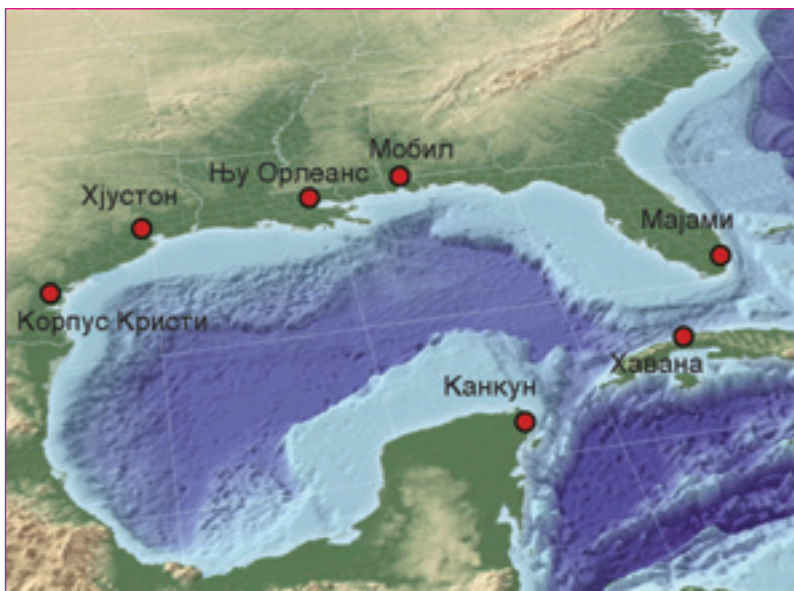 Мобил
Њу Орлеанс
Хјустон
Мајами
Корпус Кристи
Хавана
Канкун